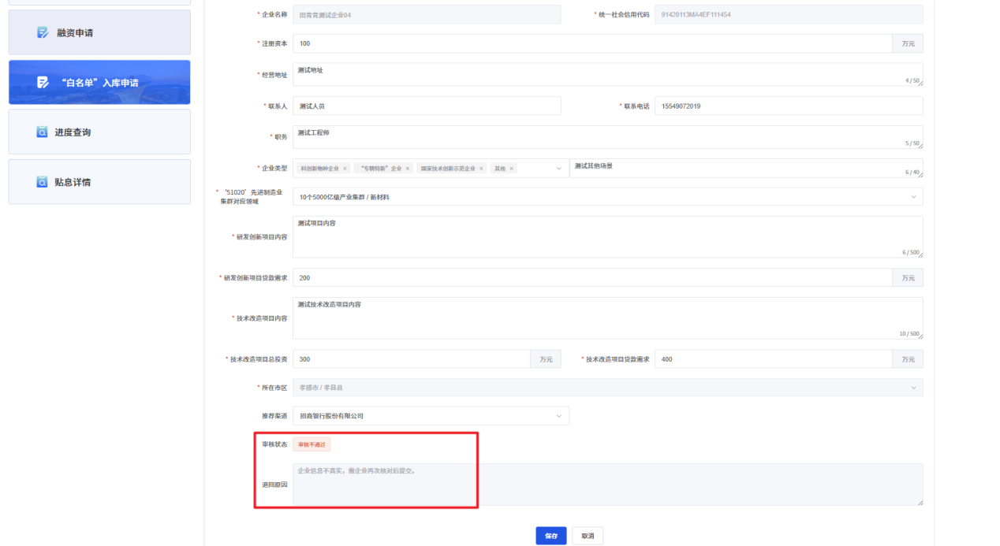 融资申请
“白名单”入库申请
进度查询
贴息详情
* 企业名称 田青青测试企业04 * 统一社会信用代码 91420113MA4EF111454
* 注册资本 100 万元
* 经营地址 测试地址 4 / 50
* 联系人 测试人员 * 联系电话 15549072019
* 职务 测试工程师 5 / 50
* 企业类型 科创新物种企业 × “专精特新”企业 × 国家技术创新示范企业 × 其他 × 测试其他场景 6 / 40
* ‘51020’先进制造业
集群对应领域 10个5000亿级产业集群 / 新材料
* 研发创新项目内容 测试项目内容 6 / 500
* 研发创新项目贷款需求 200 万元
* 技术改造项目内容 测试技术改造项目内容 10 / 500
* 技术改造项目总投资 300 万元 * 技术改造项目贷款需求 400 万元
* 所在市区 孝感市 / 孝昌县
推荐渠道 招商银行股份有限公司
审核状态 审核不通过
退回原因 企业信息不真实，需企业再次核对后提交。
保存 取消